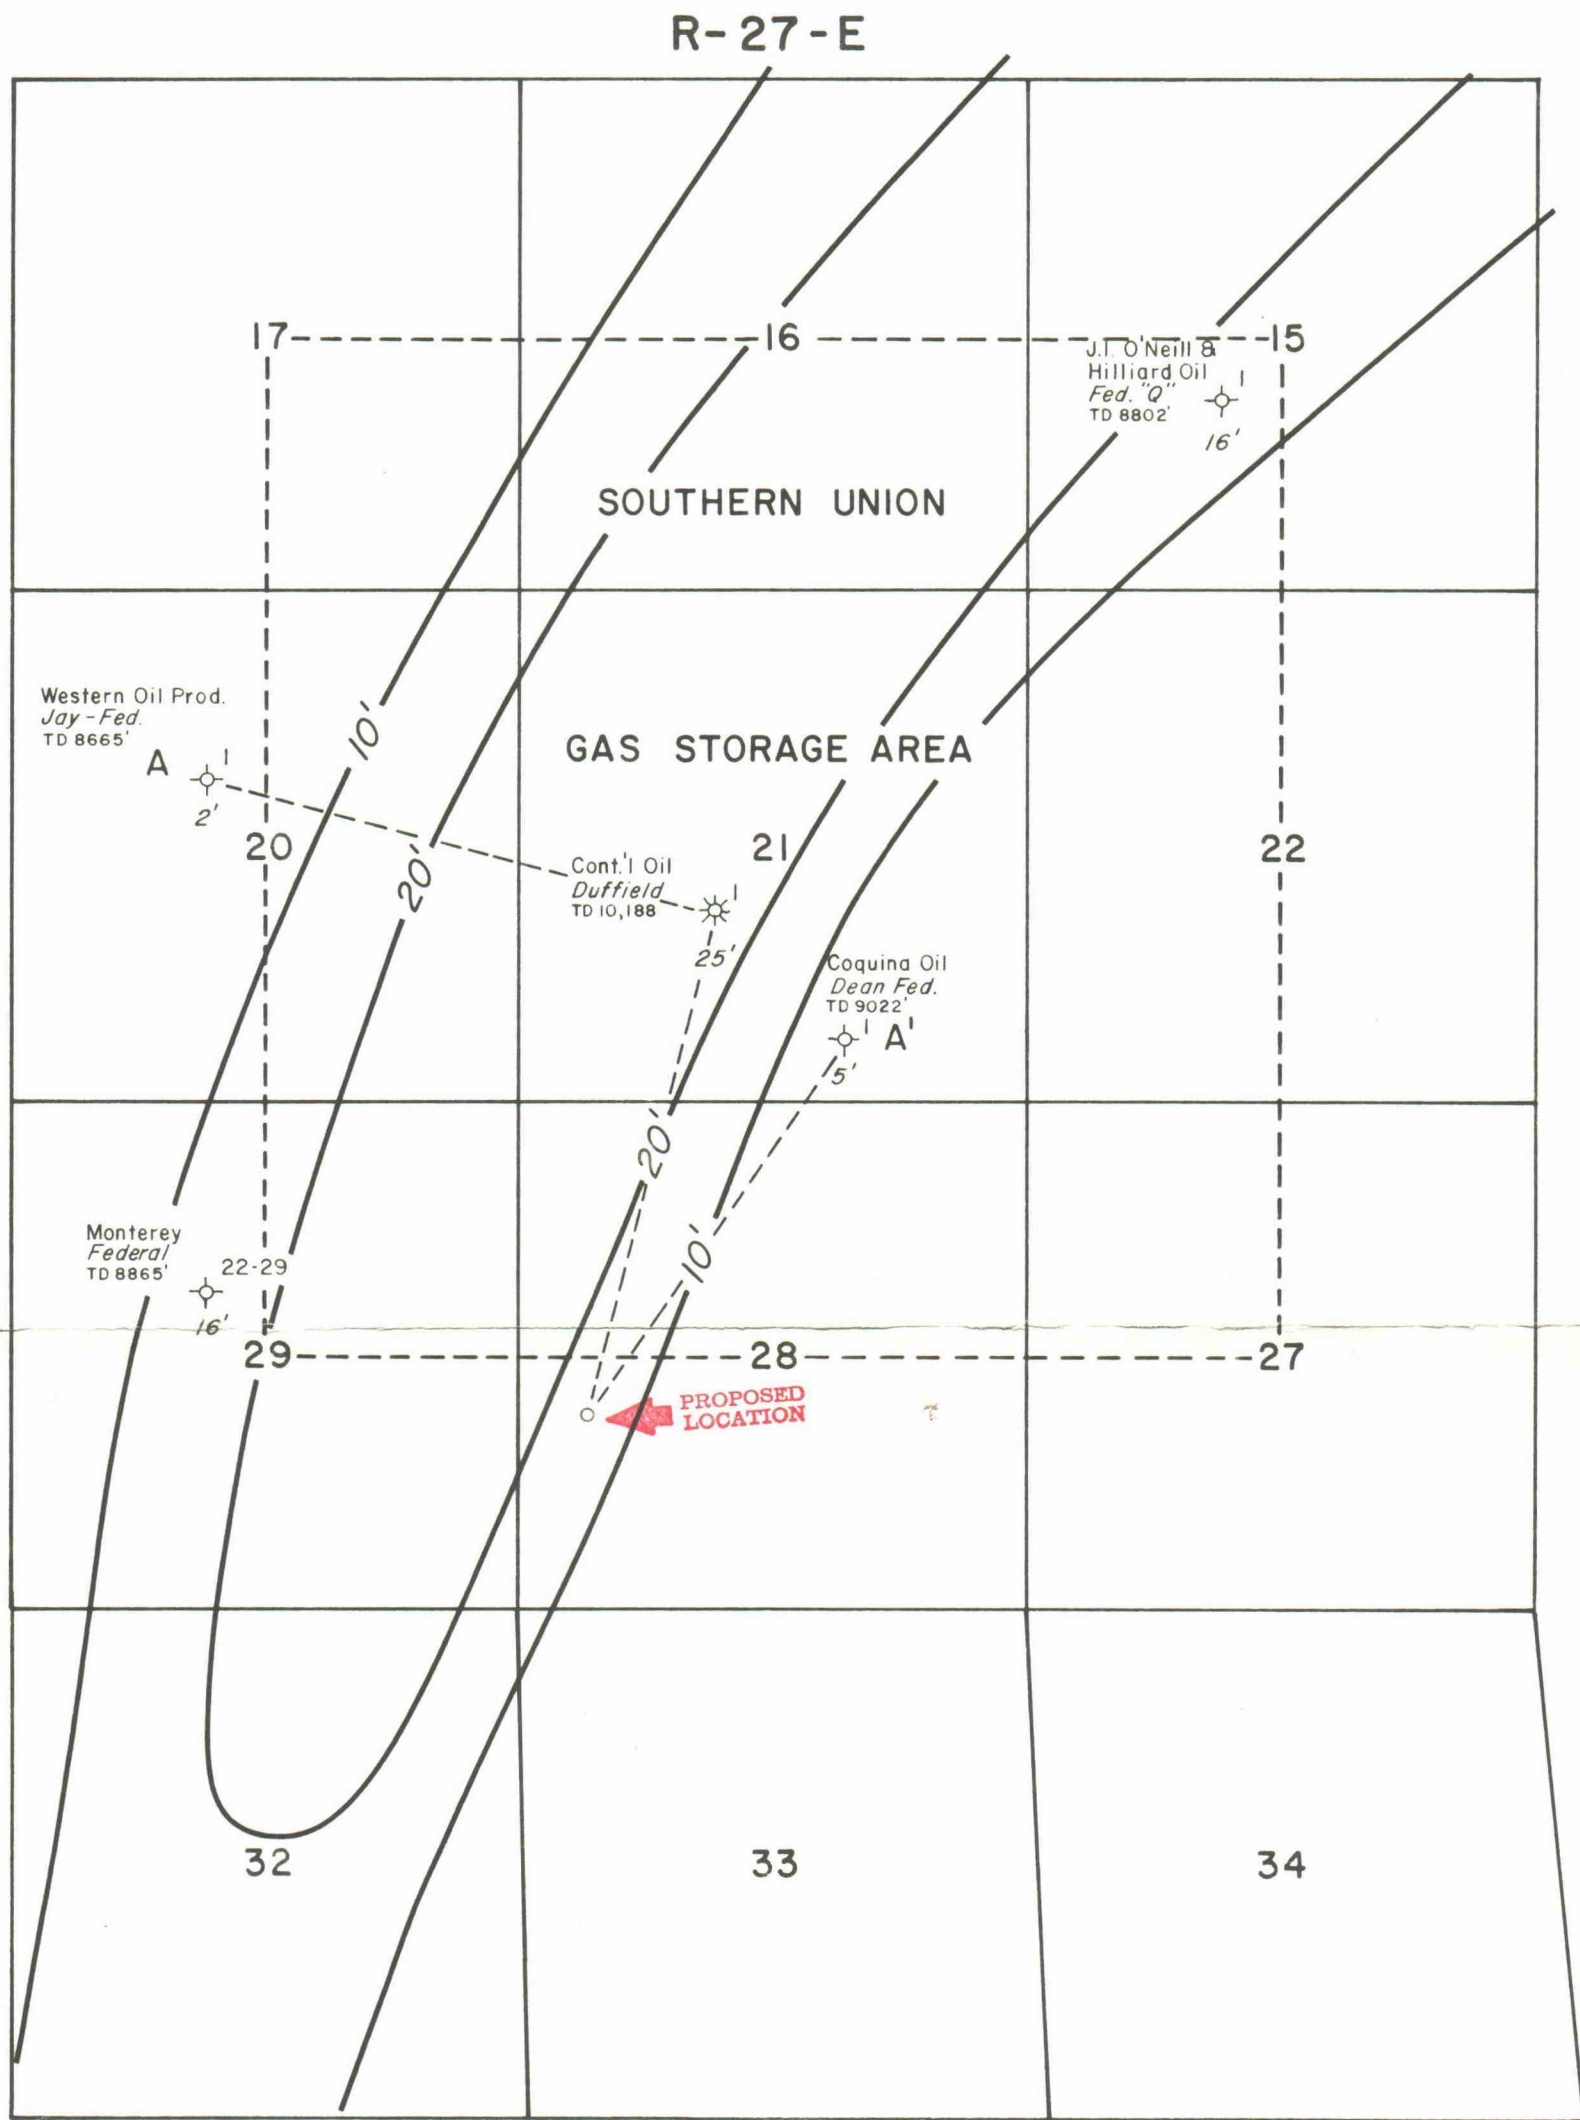 R-27-E
17
16
15
J.I. O'Neill &
Hilliard Oil
Fed. "Q"
TD 8802'
1
16'
SOUTHERN UNION
Western Oil Prod.
Jay-Fed.
TD 8665'
A
1
2'
10'
GAS STORAGE AREA
20
20'
21
22
Cont.'l Oil
Duffield
TD 10,188
1
25'
Coquina Oil
Dean Fed.
TD 9022'
1
A'
5'
20'
10'
Monterey
Federal
TD 8865'
22-29
16'
29
28
27
PROPOSED
LOCATION
32
33
34